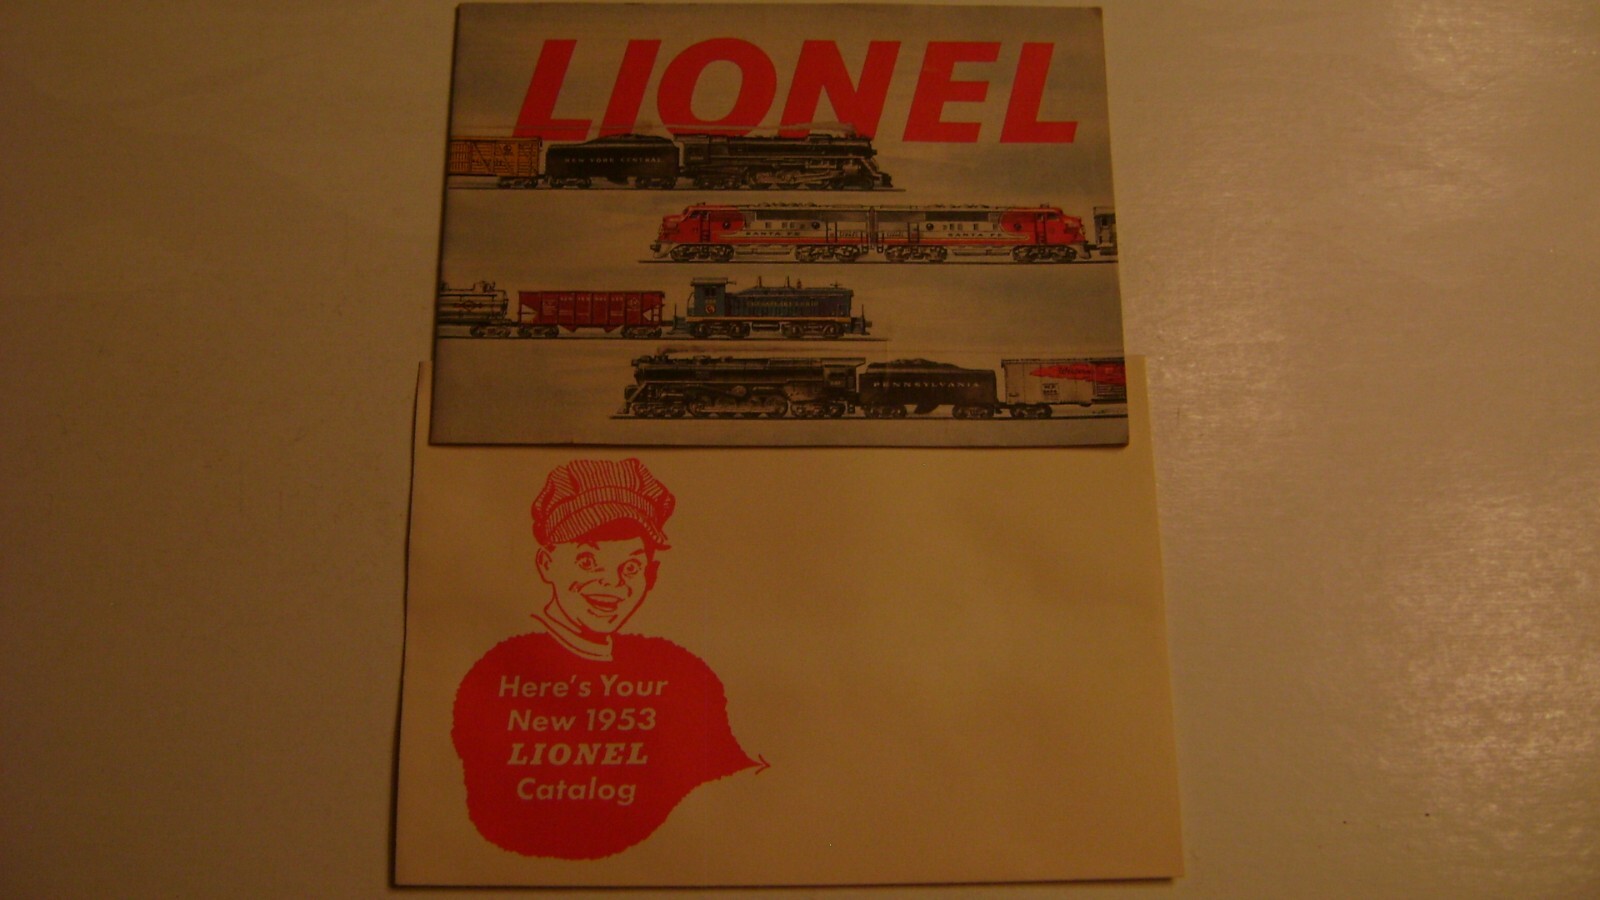 LIONEL
NEW YORK CENTRAL
SANTA FE
SANTA FE
PENNSYLVANIA
Here's Your
New 1953
LIONEL
Catalog